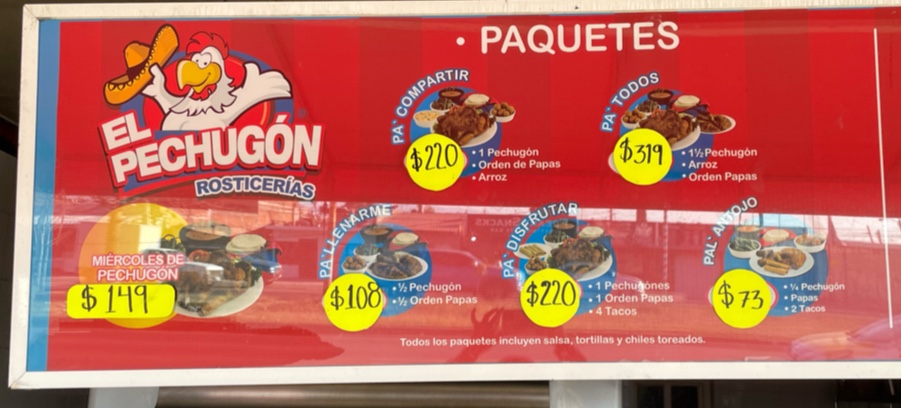 • PAQUETES
EL
PECHUGÓN
ROSTICERÍAS
PA' COMPARTIR
$220
• 1 Pechugón
• Orden de Papas
• Arroz
PA' TODOS
$319
• 1½ Pechugón
• Arroz
• Orden Papas
MIÉRCOLES DE
PECHUGÓN
$149
PA' LLENARME
$108
• ½ Pechugón
• ½ Orden Papas
PA' DISFRUTAR
$220
• 1 Pechugónes
• 1 Orden Papas
• 4 Tacos
PAL' ANTOJO
$73
• ¼ Pechugón
• Papas
• 2 Tacos
Todos los paquetes incluyen salsa, tortillas y chiles toreados.